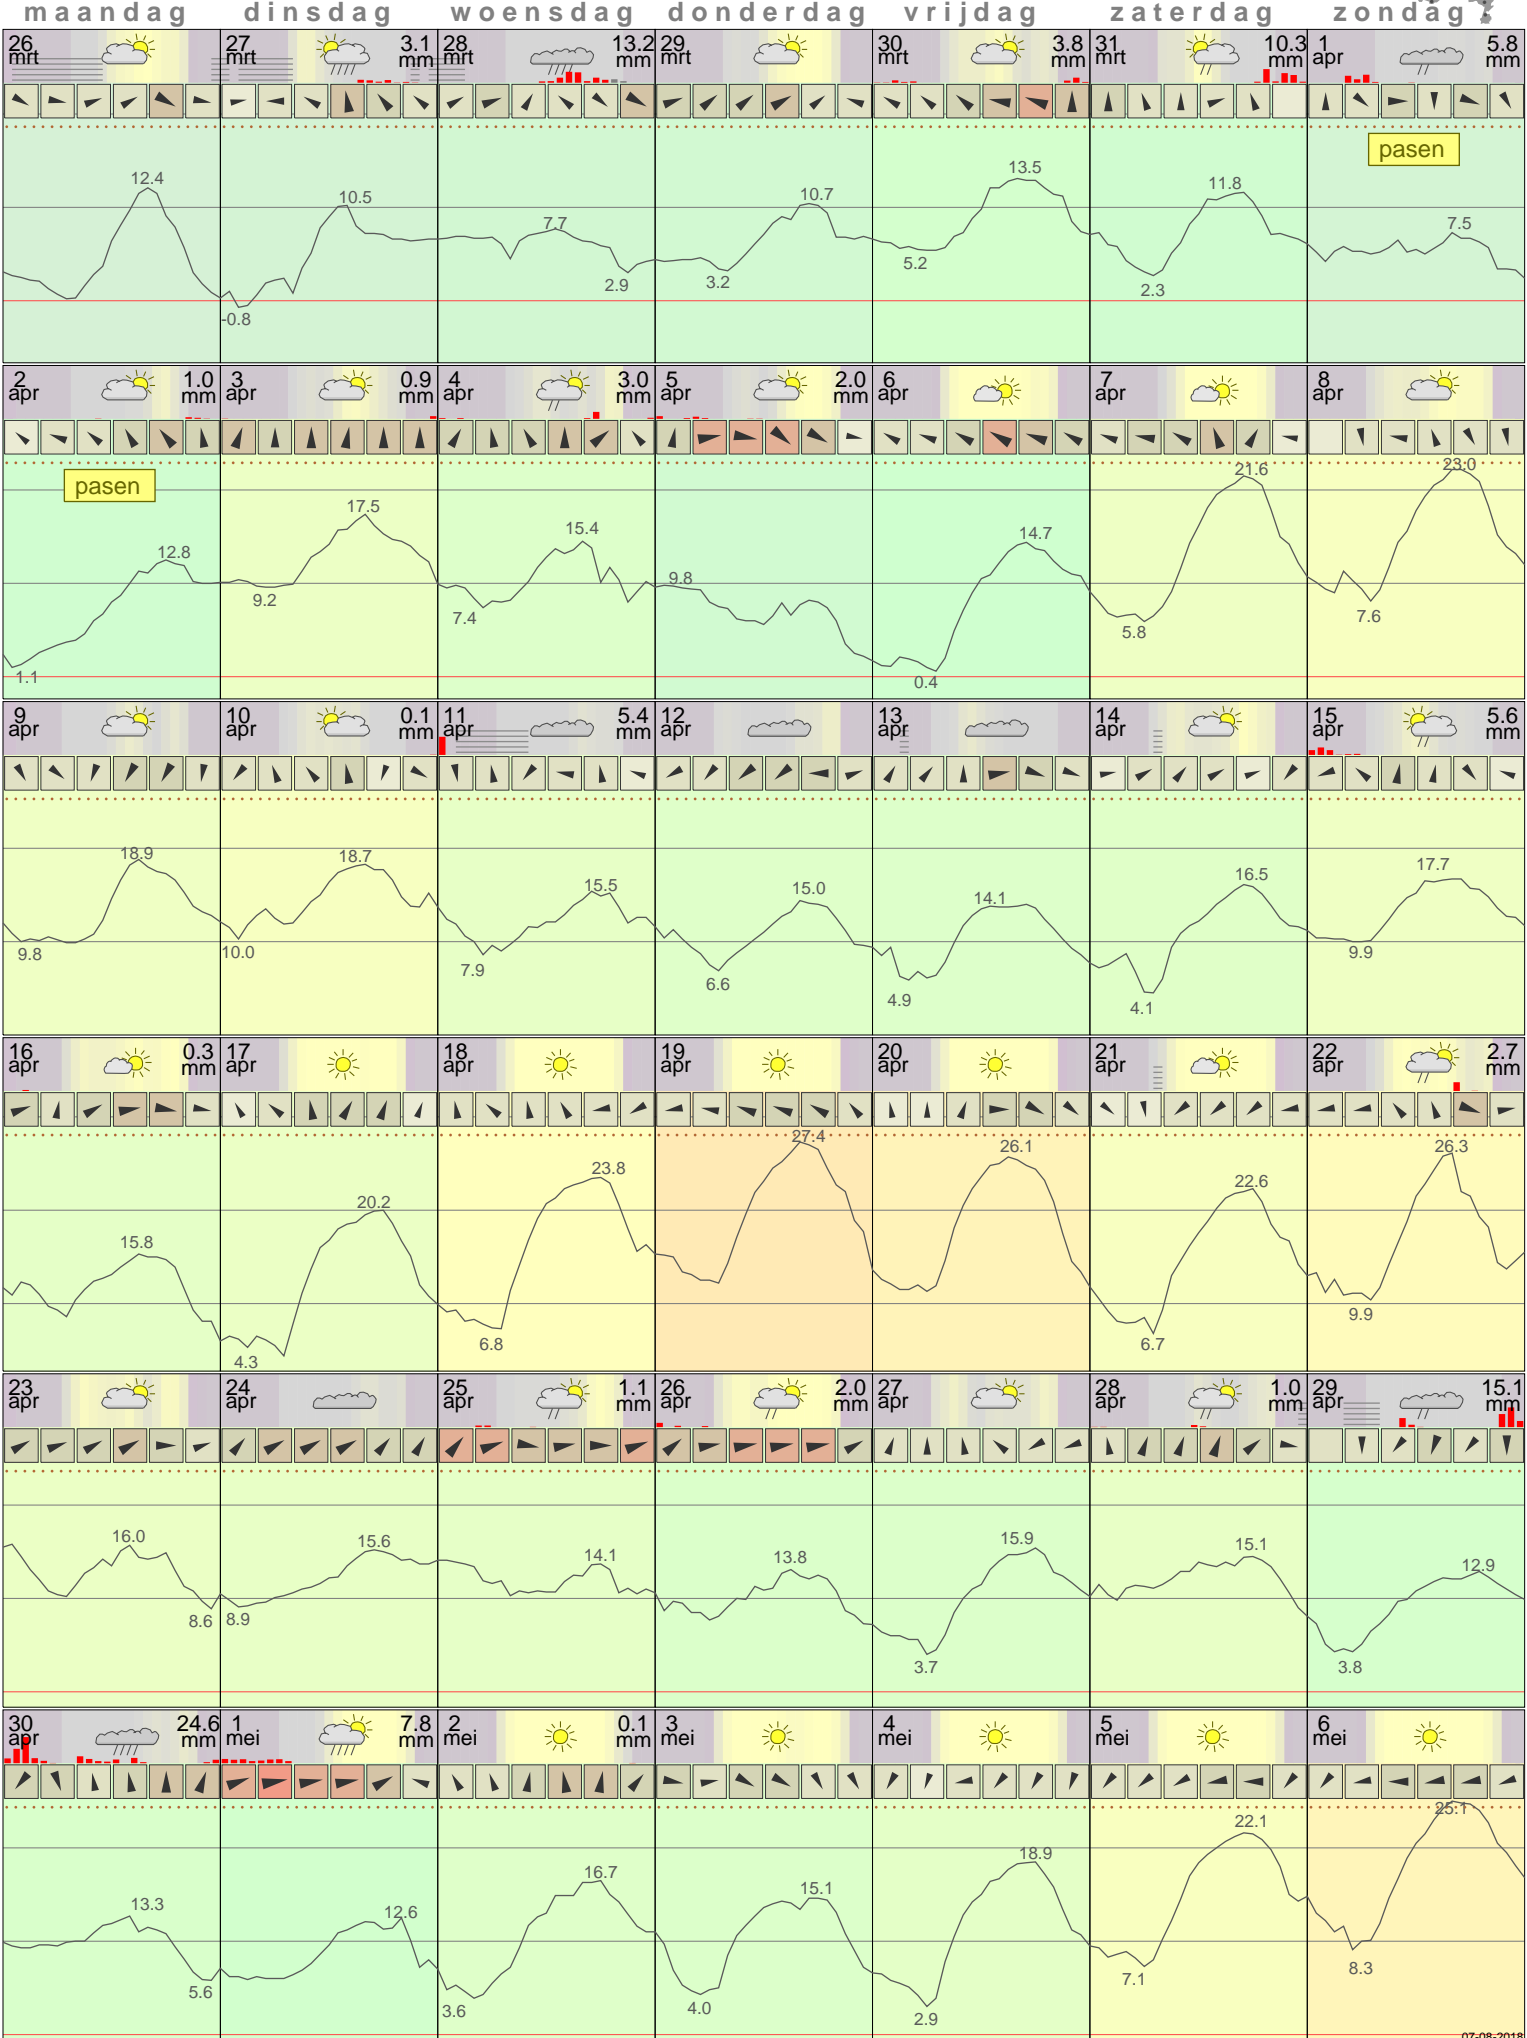 maandag dinsdag woensdag donderdag vrijdag zaterdag zondag
26 27 3.1 28 13.2 29 30 3.8 31 10.3 1 5.8
mrt mrt mm mrt mm mrt mrt mm mrt mm apr mm
pasen
12.4 10.5 7.7 10.7 13.5 11.8 7.5
-0.8 2.9 3.2 5.2 2.3
2 1.0 3 0.9 4 3.0 5 2.0 6 7 8
apr mm apr mm apr mm apr mm apr apr apr
pasen
12.8 17.5 15.4 9.8 14.7 21.6 23.0
1.1 9.2 7.4 0.4 5.8 7.6
9 10 0.1 11 5.4 12 13 14 15 5.6
apr apr mm apr mm apr apr apr apr mm
18.9 18.7 15.5 15.0 14.1 16.5 17.7
9.8 10.0 7.9 6.6 4.9 4.1 9.9
16 0.3 17 18 19 20 21 22 2.7
apr mm apr apr apr apr apr apr mm
15.8 20.2 23.8 27.4 26.1 22.6 26.3
4.3 6.8 6.7 9.9
23 24 25 1.1 26 2.0 27 28 1.0 29 15.1
apr apr apr mm apr mm apr apr mm apr mm
16.0 15.6 14.1 13.8 15.9 15.1 12.9
8.6 8.9 3.7 3.8
30 24.6 1 7.8 2 0.1 3 4 5 6
apr mm mei mm mei mm mei mei mei mei
13.3 12.6 16.7 15.1 18.9 22.1 25.1
5.6 3.6 4.0 2.9 7.1 8.3
07-08-2018